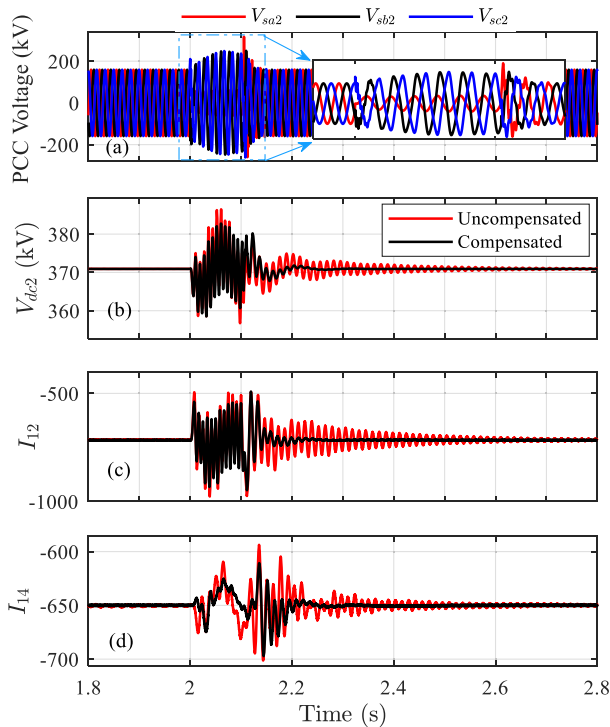 V_sa2 V_sb2 V_sc2
PCC Voltage (kV)
200
0
-200
(a)
V_dc2 (kV)
380
370
360
(b)
Uncompensated
Compensated
I_12
-500
-1000
(c)
I_14
-600
-650
-700
(d)
1.8 2 2.2 2.4 2.6 2.8
Time (s)